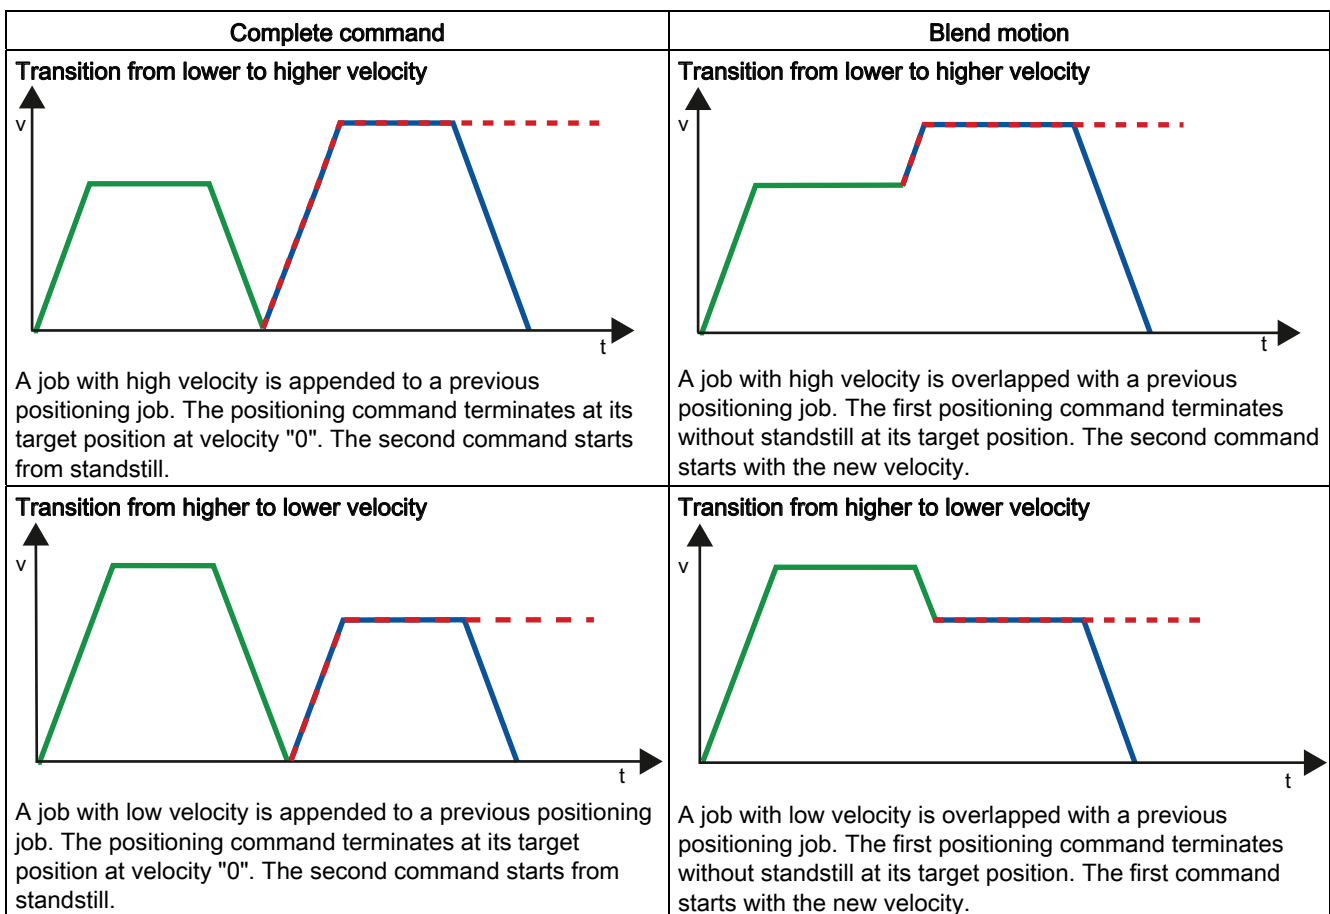 Complete command
Blend motion
Transition from lower to higher velocity
v
t
A job with high velocity is appended to a previous
positioning job. The positioning command terminates at its
target position at velocity "0". The second command starts
from standstill.
Transition from lower to higher velocity
v
t
A job with high velocity is overlapped with a previous
positioning job. The first positioning command terminates
without standstill at its target position. The second command
starts with the new velocity.
Transition from higher to lower velocity
v
t
A job with low velocity is appended to a previous positioning
job. The positioning command terminates at its target
position at velocity "0". The second command starts from
standstill.
Transition from higher to lower velocity
v
t
A job with low velocity is overlapped with a previous
positioning job. The first positioning command terminates
without standstill at its target position. The first command
starts with the new velocity.